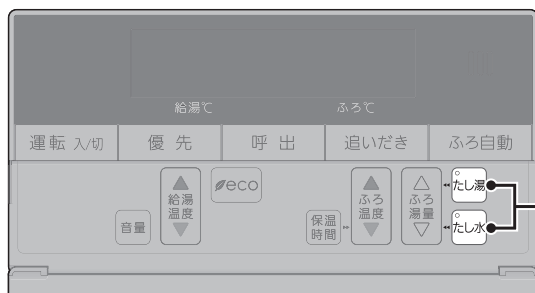 給湯℃ ふろ℃
運転 入/切 優先 呼出 追いだき ふろ自動
音量
給湯
温度
eco
保温
時間
ふろ
温度
ふろ
湯量
たし湯
たし水